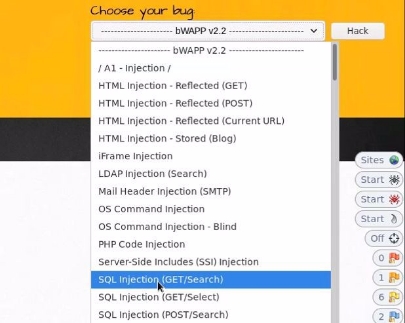 Choose your bug
---------------------- bWAPP v2.2 ---------------------- Hack
---------------------- bWAPP v2.2 ----------------------
/ A1 - Injection /
HTML Injection - Reflected (GET)
HTML Injection - Reflected (POST)
HTML Injection - Reflected (Current URL)
HTML Injection - Stored (Blog)
iFrame Injection
LDAP Injection (Search)
Mail Header Injection (SMTP)
OS Command Injection
OS Command Injection - Blind
PHP Code Injection
Server-Side Includes (SSI) Injection
SQL Injection (GET/Search)
SQL Injection (GET/Select)
SQL Injection (POST/Search)
Sites
Start
Start
Start
Off
0
1
6
2